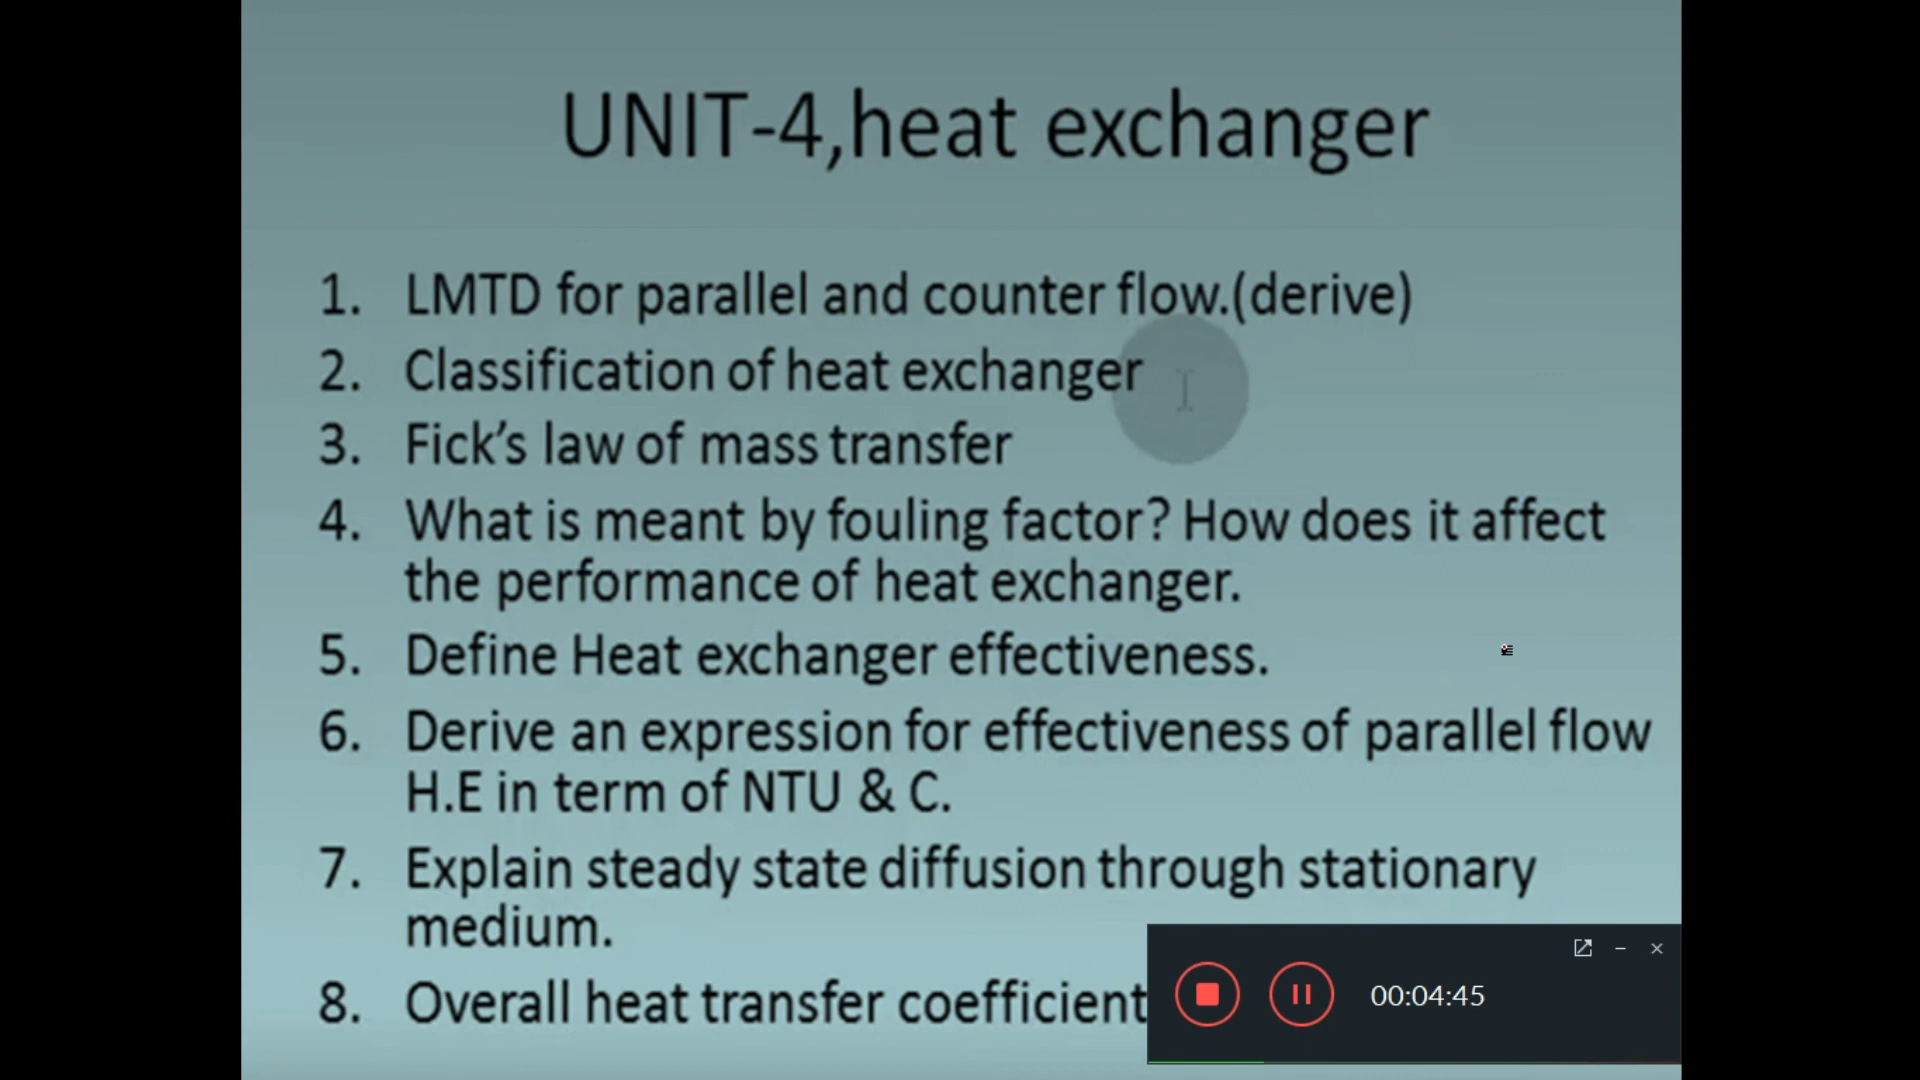 UNIT-4,heat exchanger
1. LMTD for parallel and counter flow.(derive)
2. Classification of heat exchanger
3. Fick’s law of mass transfer
4. What is meant by fouling factor? How does it affect
the performance of heat exchanger.
5. Define Heat exchanger effectiveness.
6. Derive an expression for effectiveness of parallel flow
H.E in term of NTU & C.
7. Explain steady state diffusion through stationary
medium.
8. Overall heat transfer coefficient
00:04:45